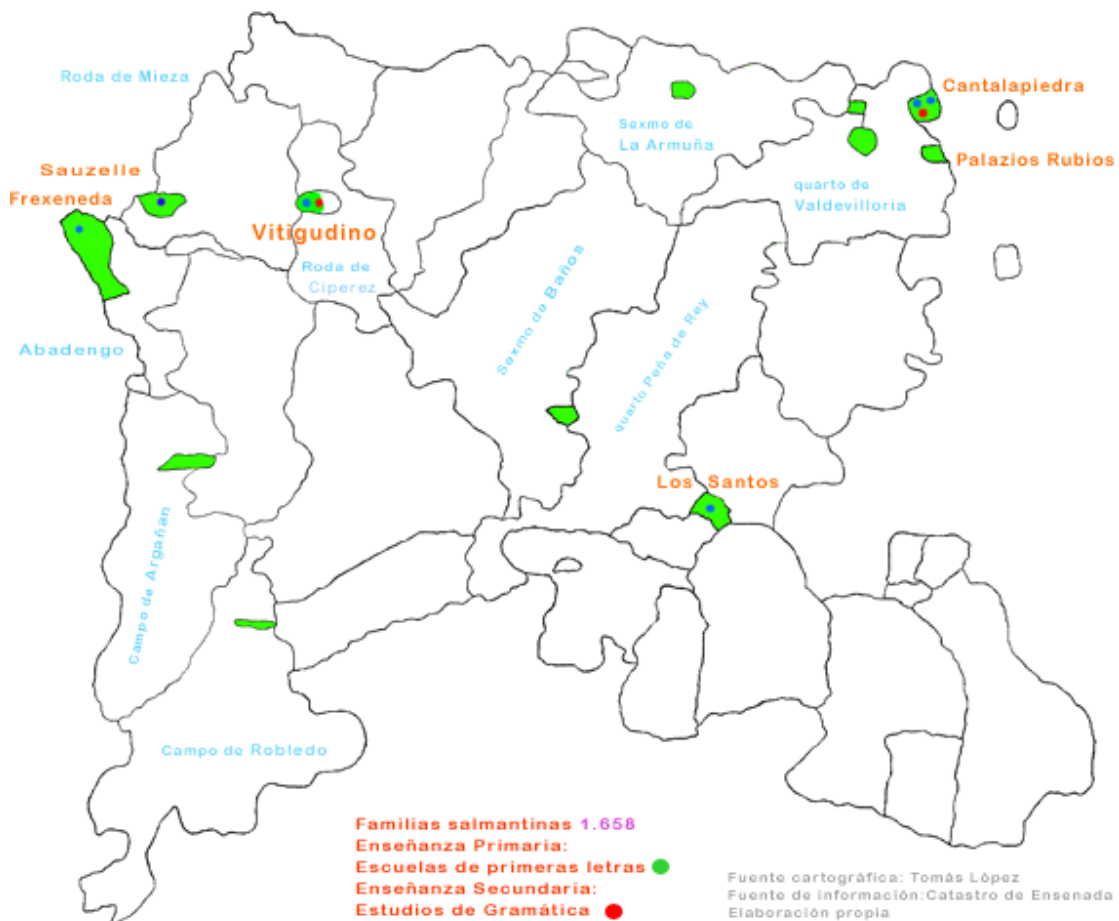 Roda de Mieza
Cantalapiedra
Sexmo de
La Armuña
Sauzelle
Palazios Rubios
Frexeneda
quarto de
Valdevilloria
Vitigudino
Roda de
Ciperez
Sexmo de Baños
quarto Peña de Rey
Abadengo
Los Santos
Campo de Argañan
Campo de Robledo
Familias salmantinas 1.658
Enseñanza Primaria:
Escuelas de primeras letras
Enseñanza Secundaria:
Estudios de Gramática
Fuente cartográfica: Tomás López
Fuente de información:Catastro de Ensenada
Elaboración propia